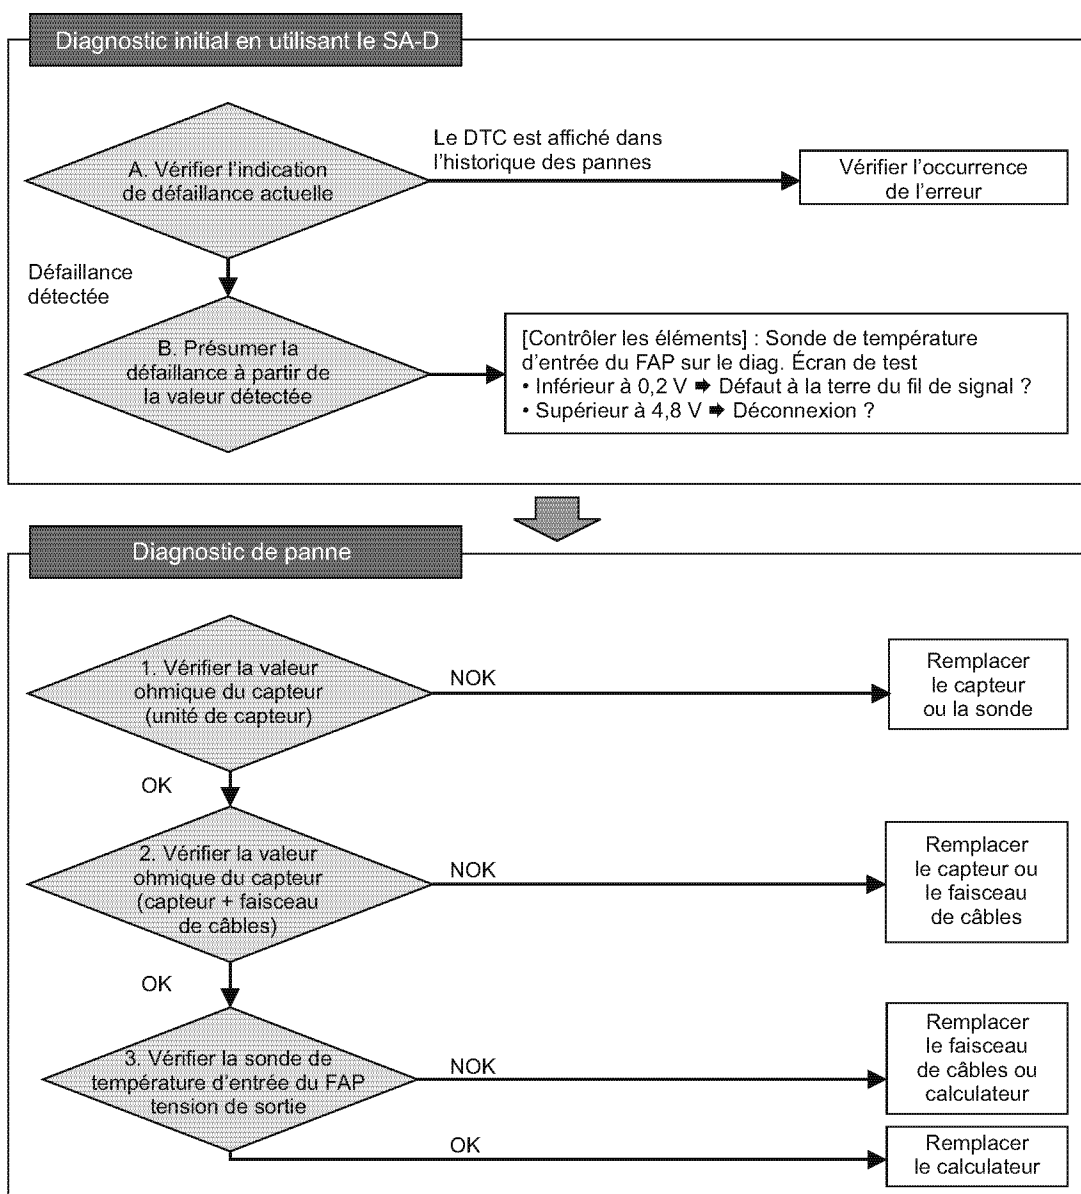 Diagnostic initial en utilisant le SA-D
A. Vérifier l'indication
de défaillance actuelle
Le DTC est affiché dans
l'historique des pannes
Vérifier l'occurrence
de l'erreur
Défaillance
détectée
B. Présumer la
défaillance à partir de
la valeur détectée
[Contrôler les éléments] : Sonde de température
d'entrée du FAP sur le diag. Écran de test
• Inférieur à 0,2 V ➡ Défaut à la terre du fil de signal ?
• Supérieur à 4,8 V ➡ Déconnexion ?
Diagnostic de panne
1. Vérifier la valeur
ohmique du capteur
(unité de capteur)
NOK
Remplacer
le capteur
ou la sonde
OK
2. Vérifier la valeur
ohmique du capteur
(capteur + faisceau
de câbles)
NOK
Remplacer
le capteur ou
le faisceau
de câbles
OK
3. Vérifier la sonde de
température d'entrée du FAP
tension de sortie
NOK
Remplacer
le faisceau
de câbles ou
calculateur
OK
Remplacer
le calculateur